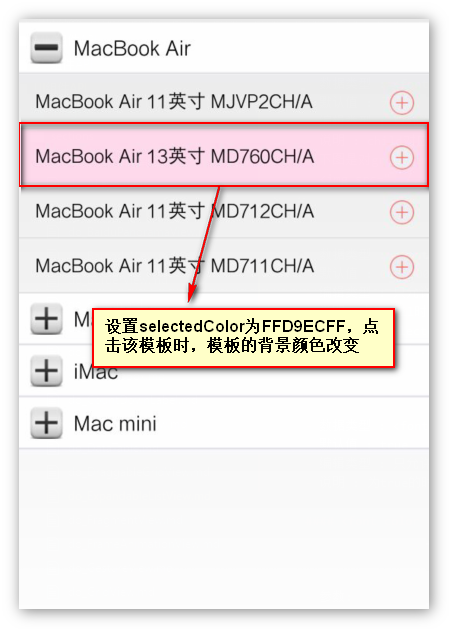 MacBook Air
MacBook Air 11英寸 MJVP2CH/A
MacBook Air 13英寸 MD760CH/A
MacBook Air 11英寸 MD712CH/A
MacBook Air 11英寸 MD711CH/A
设置selectedColor为FFD9ECFF，点
击该模板时，模板的背景颜色改变
iMac
Mac mini